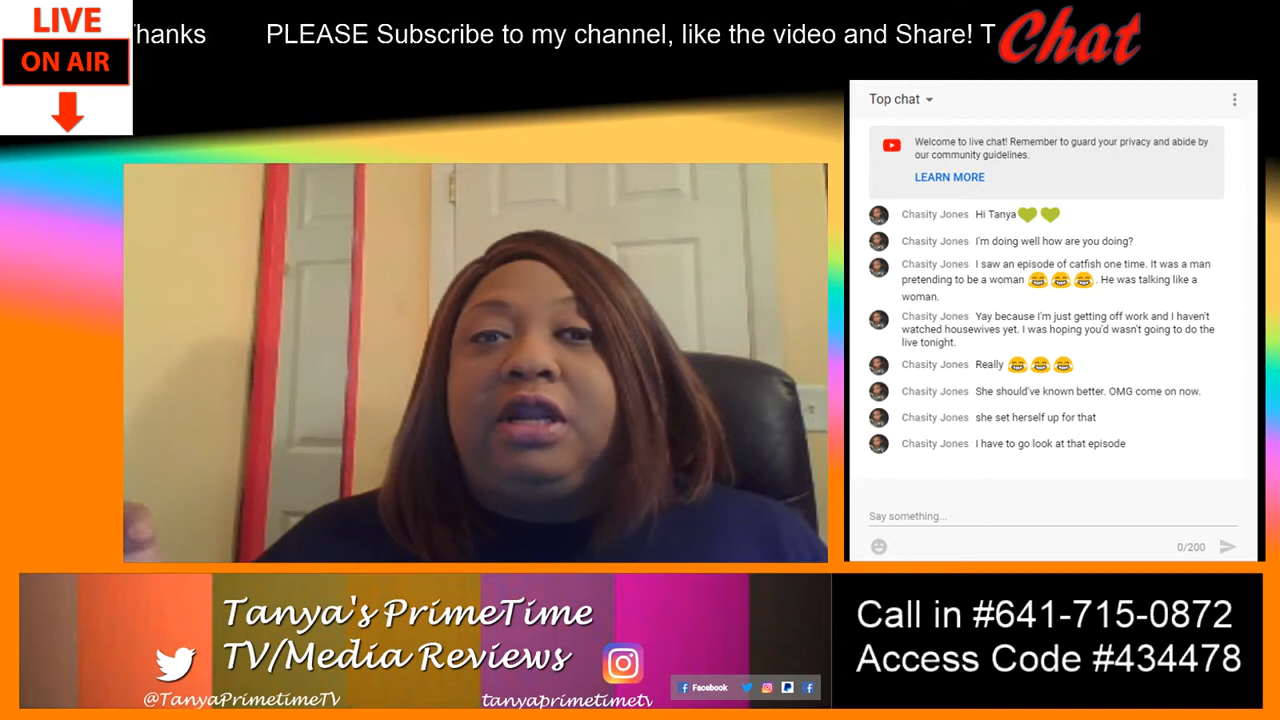 LIVE
ON AIR
Thanks PLEASE Subscribe to my channel, like the video and Share! T
Chat
Top chat
Welcome to live chat! Remember to guard your privacy and abide by
our community guidelines.
LEARN MORE
Chasity Jones Hi Tanya
Chasity Jones I'm doing well how are you doing?
Chasity Jones I saw an episode of catfish one time. It was a man
pretending to be a woman 😂😂😂. He was talking like a
woman.
Chasity Jones Yay because I'm just getting off work and I haven't
watched housewives yet. I was hoping you'd wasn't going to do the
live tonight.
Chasity Jones Really 😂😂😂
Chasity Jones She should've known better. OMG come on now.
Chasity Jones she set herself up for that
Chasity Jones I have to go look at that episode
Say something...
0/200
Tanya's PrimeTime
TV/Media Reviews
@TanyaPrimetimeTV
tanyaprimetimetv
Facebook
Call in #641-715-0872
Access Code #434478